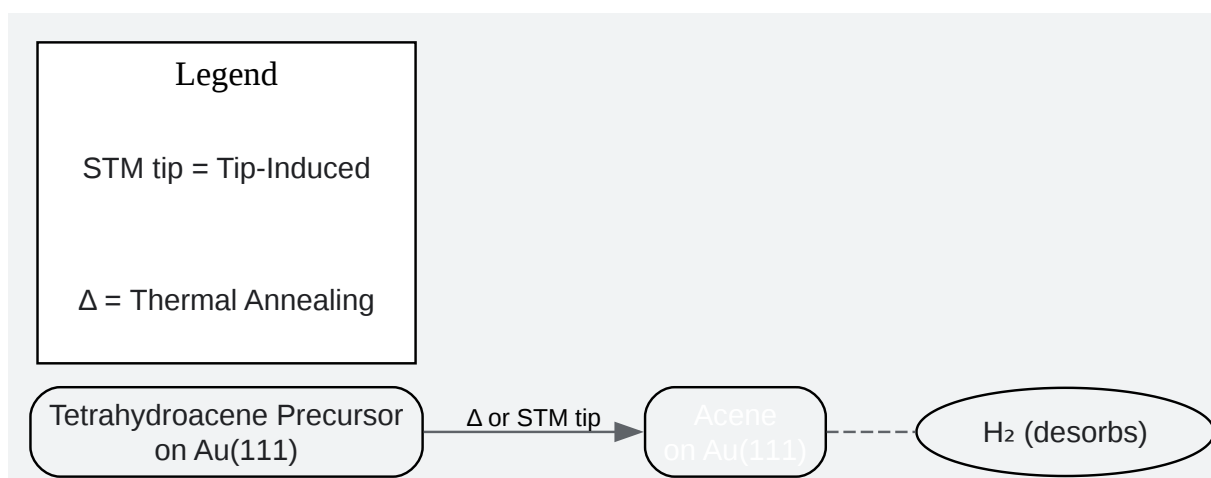 Legend
STM tip = Tip-Induced
Δ = Thermal Annealing
Tetrahydroacene Precursor
on Au(111)
Δ or STM tip
Acene
on Au(111)
H₂ (desorbs)